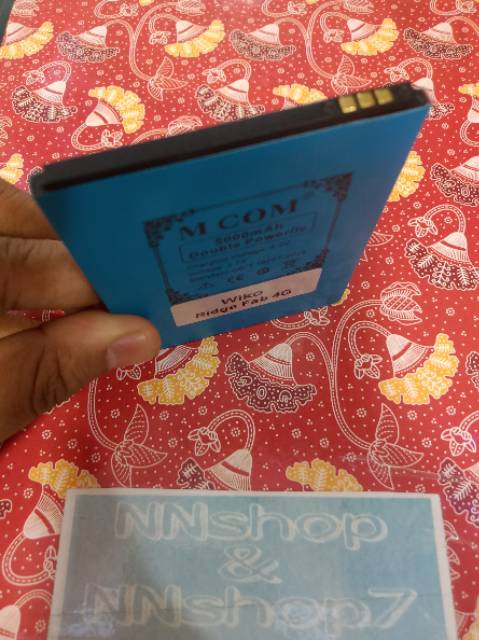 M COM
5000mAh
Double Power
Wiko
Ridge Fab 4G
NNshop
&
NNshop7